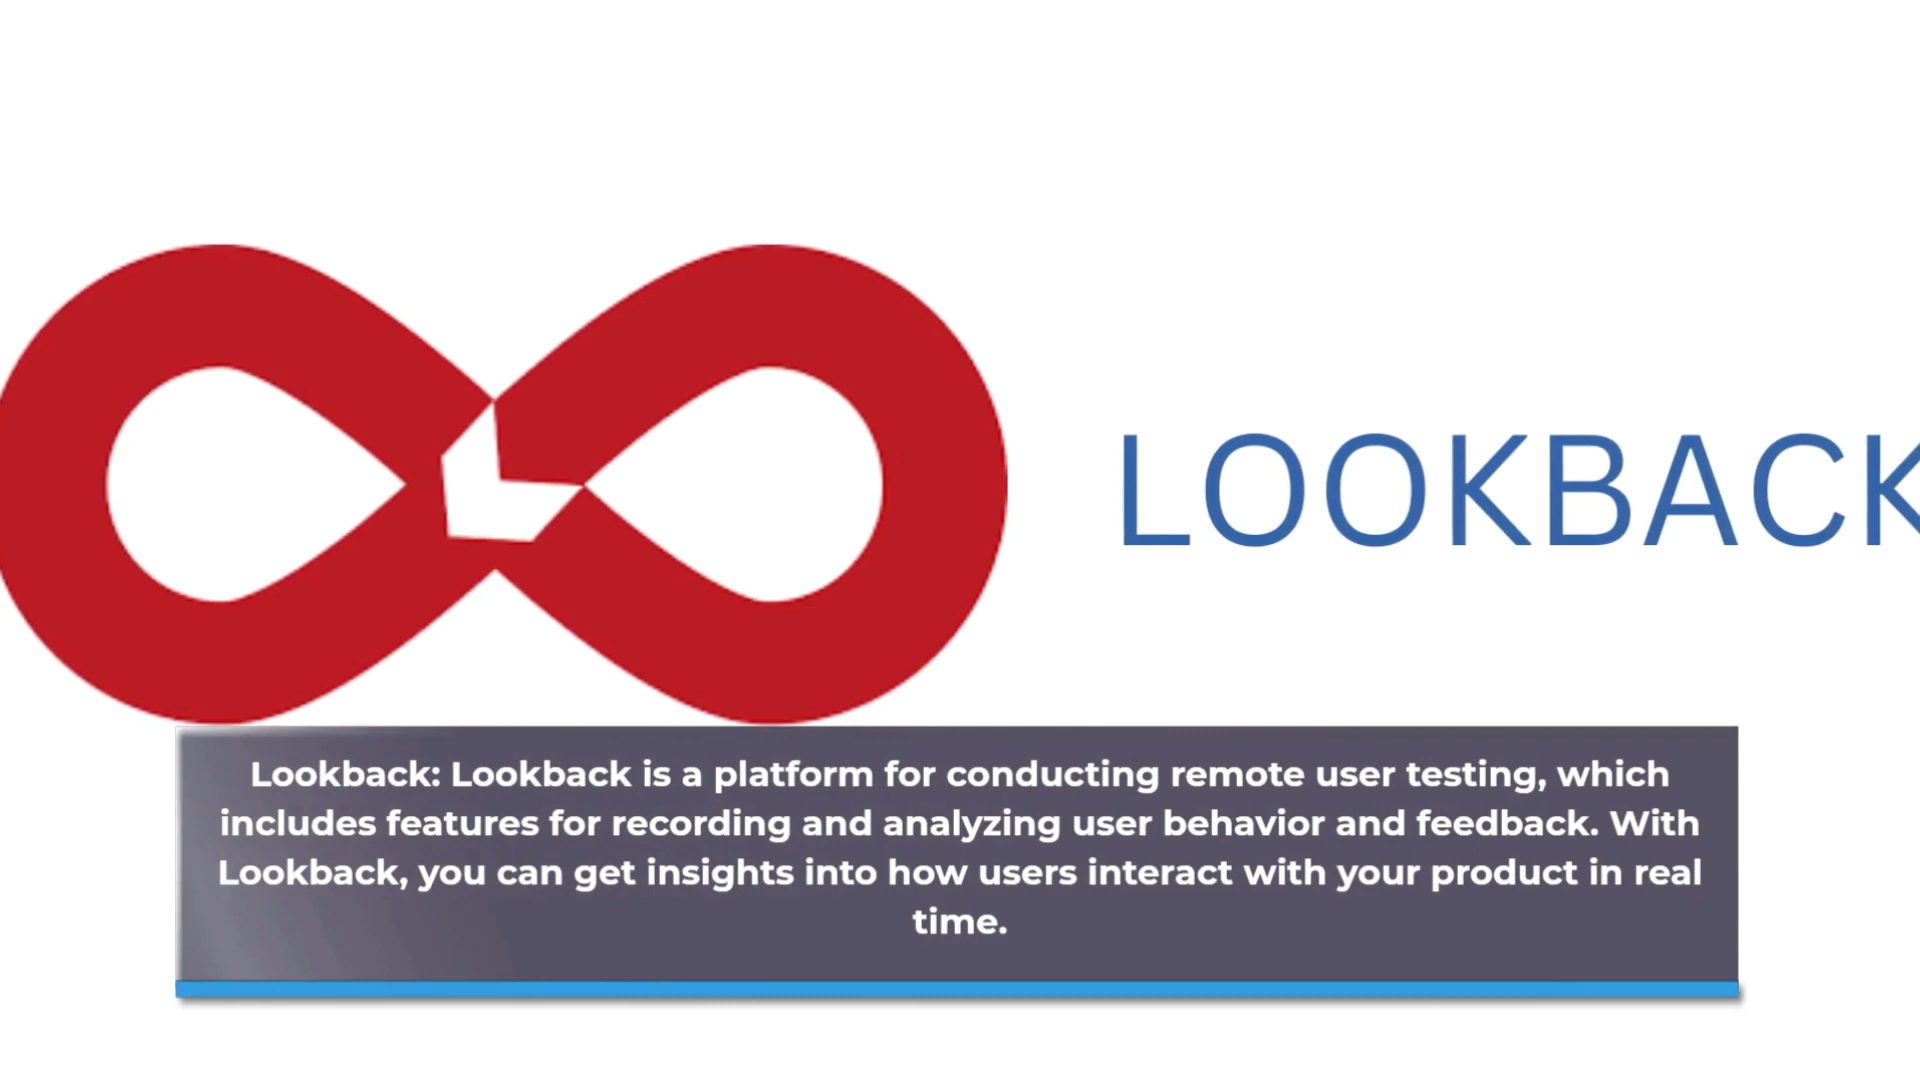 LOOKBACK
Lookback: Lookback is a platform for conducting remote user testing, which
includes features for recording and analyzing user behavior and feedback. With
Lookback, you can get insights into how users interact with your product in real
time.